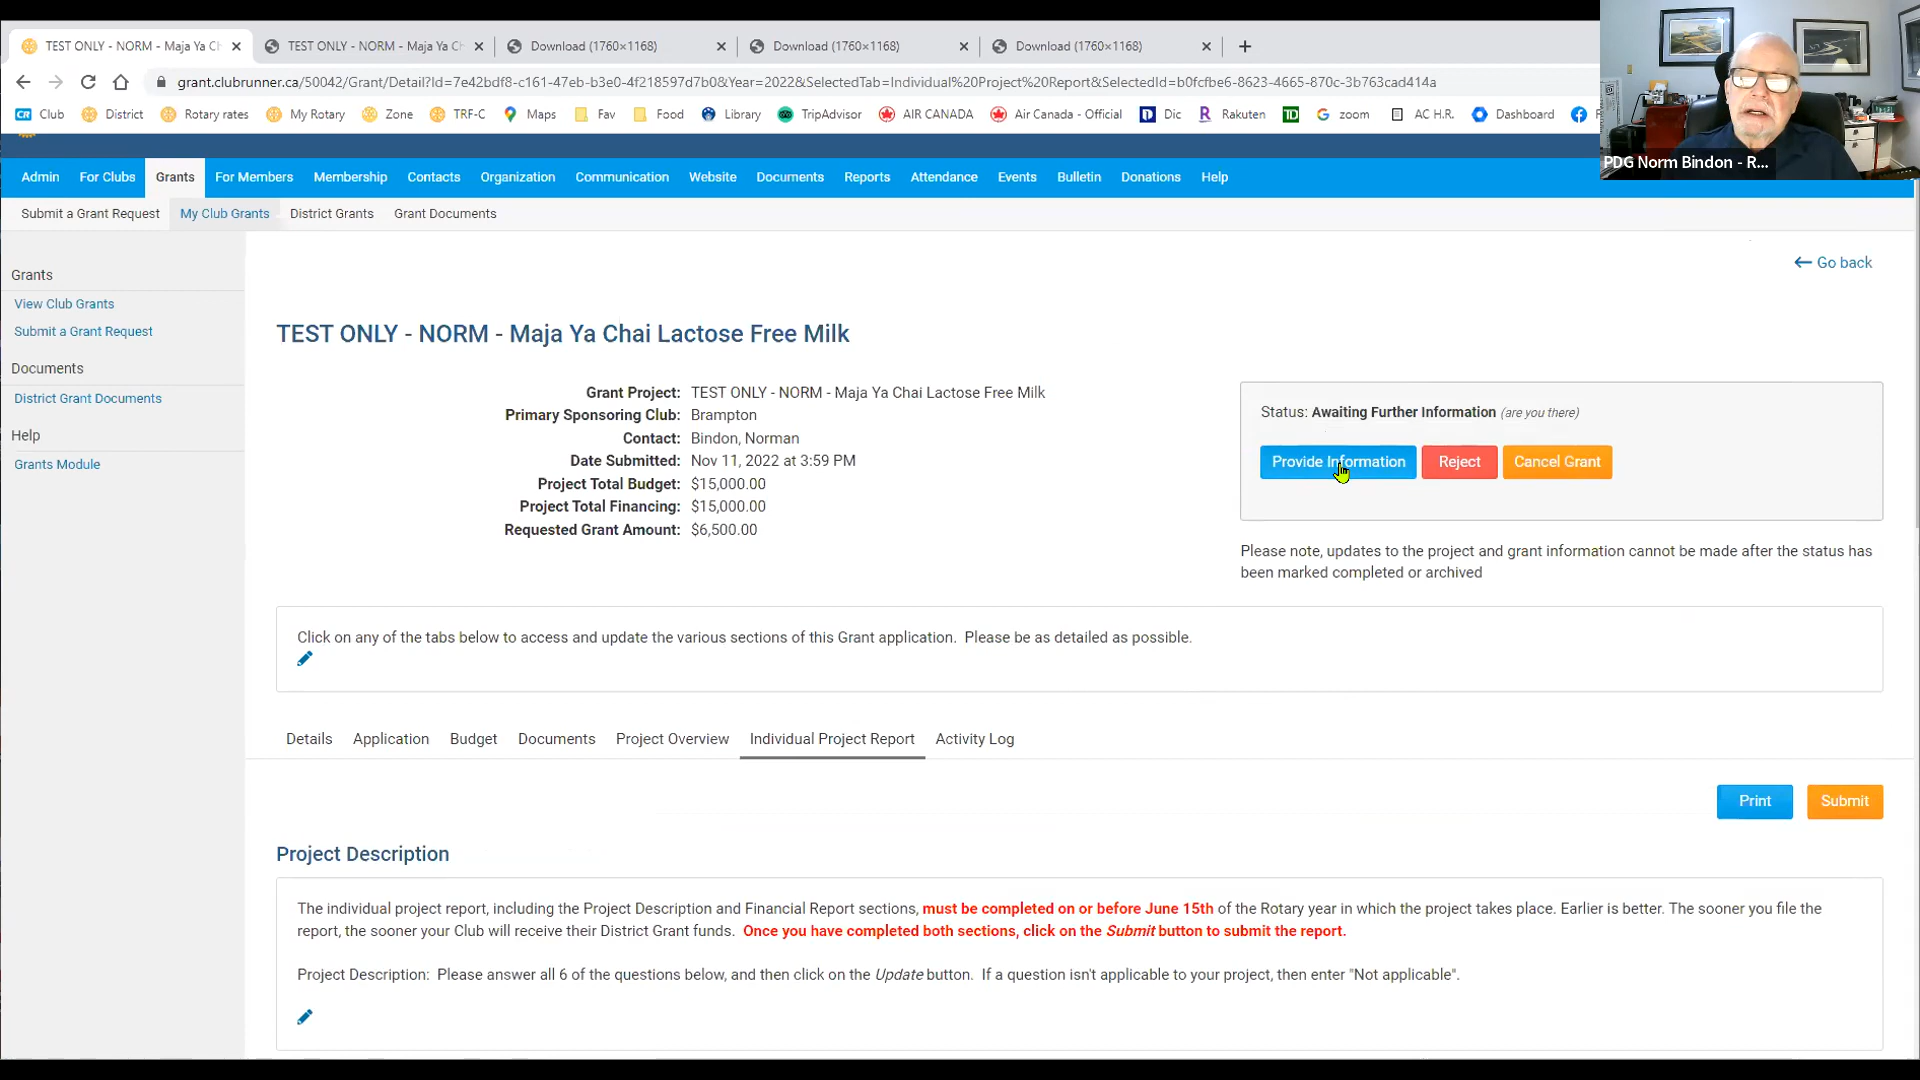 TEST ONLY - NORM - Maja Ya Ch
TEST ONLY - NORM - Maja Ya Ch
Download (1760×1168)
Download (1760×1168)
Download (1760×1168)
grant.clubrunner.ca/50042/Grant/Detail?Id=7e42bdf8-c161-47eb-b3e0-4f218597d7b0&Year=2022&SelectedTab=Individual%20Project%20Report&SelectedId=b0fcfbe6-8623-4665-870c-3b763cad414a
CR Club District Rotary rates My Rotary Zone TRF-C Maps Fav Food Library TripAdvisor AIR CANADA Air Canada - Official Dic Rakuten TD zoom AC H.R. Dashboard
PDG Norm Bindon - R...
Admin For Clubs Grants For Members Membership Contacts Organization Communication Website Documents Reports Attendance Events Bulletin Donations Help
Submit a Grant Request My Club Grants District Grants Grant Documents
Grants
View Club Grants
Submit a Grant Request
Documents
District Grant Documents
Help
Grants Module
Go back
TEST ONLY - NORM - Maja Ya Chai Lactose Free Milk
Grant Project: TEST ONLY - NORM - Maja Ya Chai Lactose Free Milk
Primary Sponsoring Club: Brampton
Contact: Bindon, Norman
Date Submitted: Nov 11, 2022 at 3:59 PM
Project Total Budget: $15,000.00
Project Total Financing: $15,000.00
Requested Grant Amount: $6,500.00
Status: Awaiting Further Information (are you there)
Provide Information Reject Cancel Grant
Please note, updates to the project and grant information cannot be made after the status has
been marked completed or archived
Click on any of the tabs below to access and update the various sections of this Grant application. Please be as detailed as possible.
Details Application Budget Documents Project Overview Individual Project Report Activity Log
Print Submit
Project Description
The individual project report, including the Project Description and Financial Report sections, must be completed on or before June 15th of the Rotary year in which the project takes place. Earlier is better. The sooner you file the
report, the sooner your Club will receive their District Grant funds. Once you have completed both sections, click on the Submit button to submit the report.
Project Description: Please answer all 6 of the questions below, and then click on the Update button. If a question isn't applicable to your project, then enter "Not applicable".